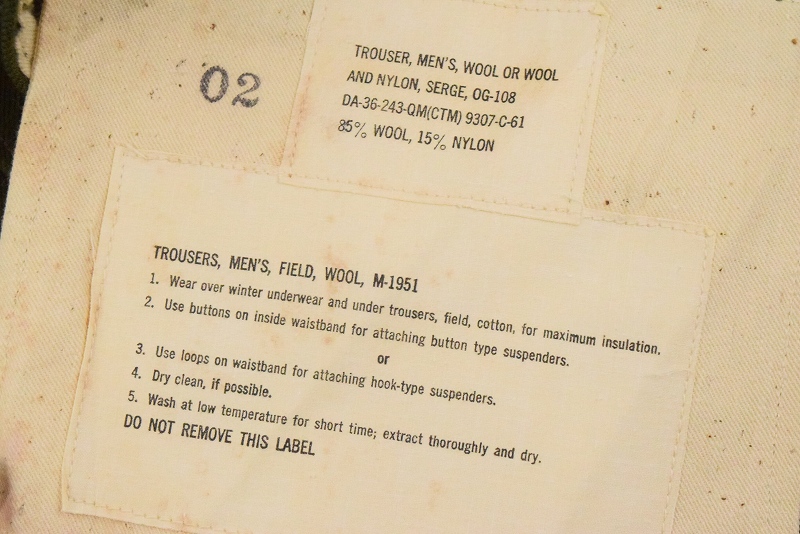 02
TROUSER, MEN'S, WOOL OR WOOL
AND NYLON, SERGE, OG-108
DA-36-243-QM(CTM) 9307-C-61
85% WOOL, 15% NYLON
TROUSERS, MEN'S, FIELD, WOOL, M-1951
1. Wear over winter underwear and under trousers, field, cotton, for maximum insulation.
2. Use buttons on inside waistband for attaching button type suspenders.
or
3. Use loops on waistband for attaching hook-type suspenders.
4. Dry clean, if possible.
5. Wash at low temperature for short time; extract thoroughly and dry.
DO NOT REMOVE THIS LABEL